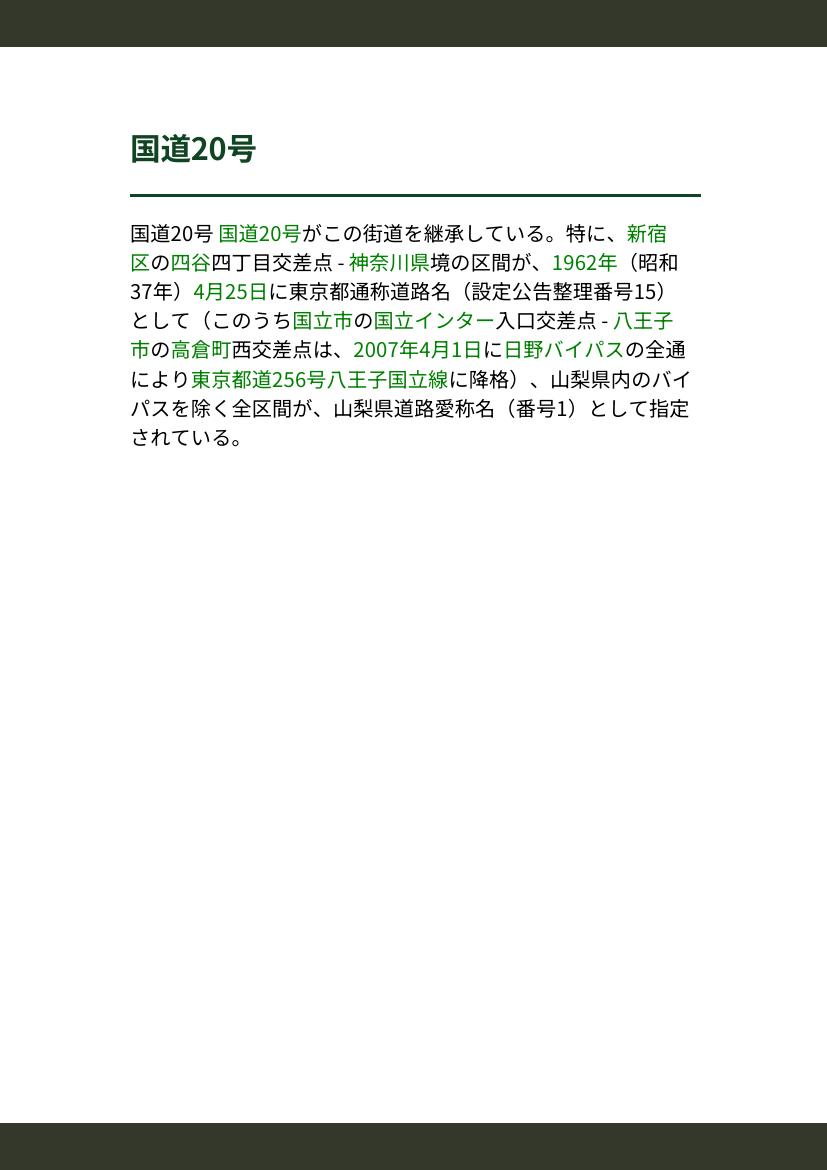 国道20号
国道20号 国道20号がこの街道を継承している。特に、新宿
区の四谷四丁目交差点 - 神奈川県境の区間が、1962年（昭和
37年）4月25日に東京都通称道路名（設定公告整理番号15）
として（このうち国立市の国立インター入口交差点 - 八王子
市の高倉町西交差点は、2007年4月1日に日野バイパスの全通
により東京都道256号八王子国立線に降格）、山梨県内のバイ
パスを除く全区間が、山梨県道路愛称名（番号1）として指定
されている。